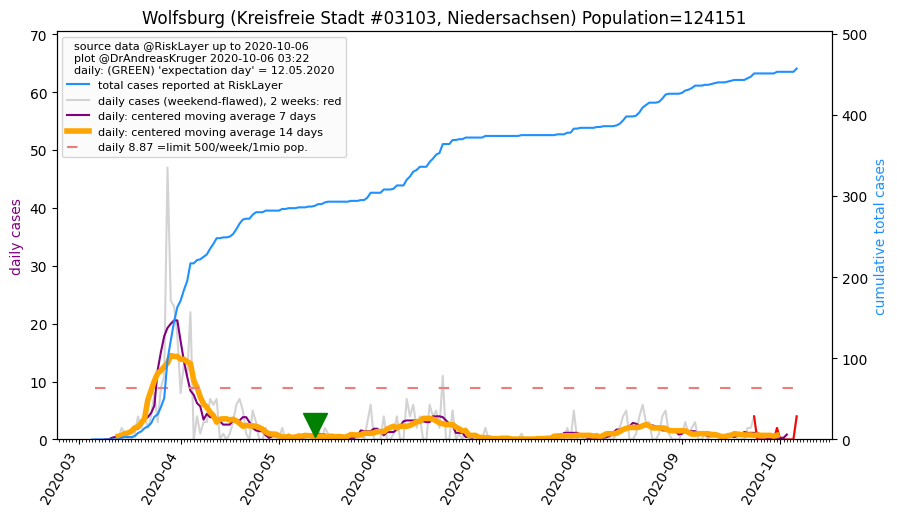 Wolfsburg (Kreisfreie Stadt #03103, Niedersachsen) Population=124151
source data @RiskLayer up to 2020-10-06
plot @DrAndreasKruger 2020-10-06 03:22
daily: (GREEN) 'expectation day' = 12.05.2020
total cases reported at RiskLayer
daily cases (weekend-flawed), 2 weeks: red
daily: centered moving average 7 days
daily: centered moving average 14 days
daily 8.87 =limit 500/week/1mio pop.
daily cases
70
60
50
40
30
20
10
0
cumulative total cases
500
400
300
200
100
0
2020-03
2020-04
2020-05
2020-06
2020-07
2020-08
2020-09
2020-10